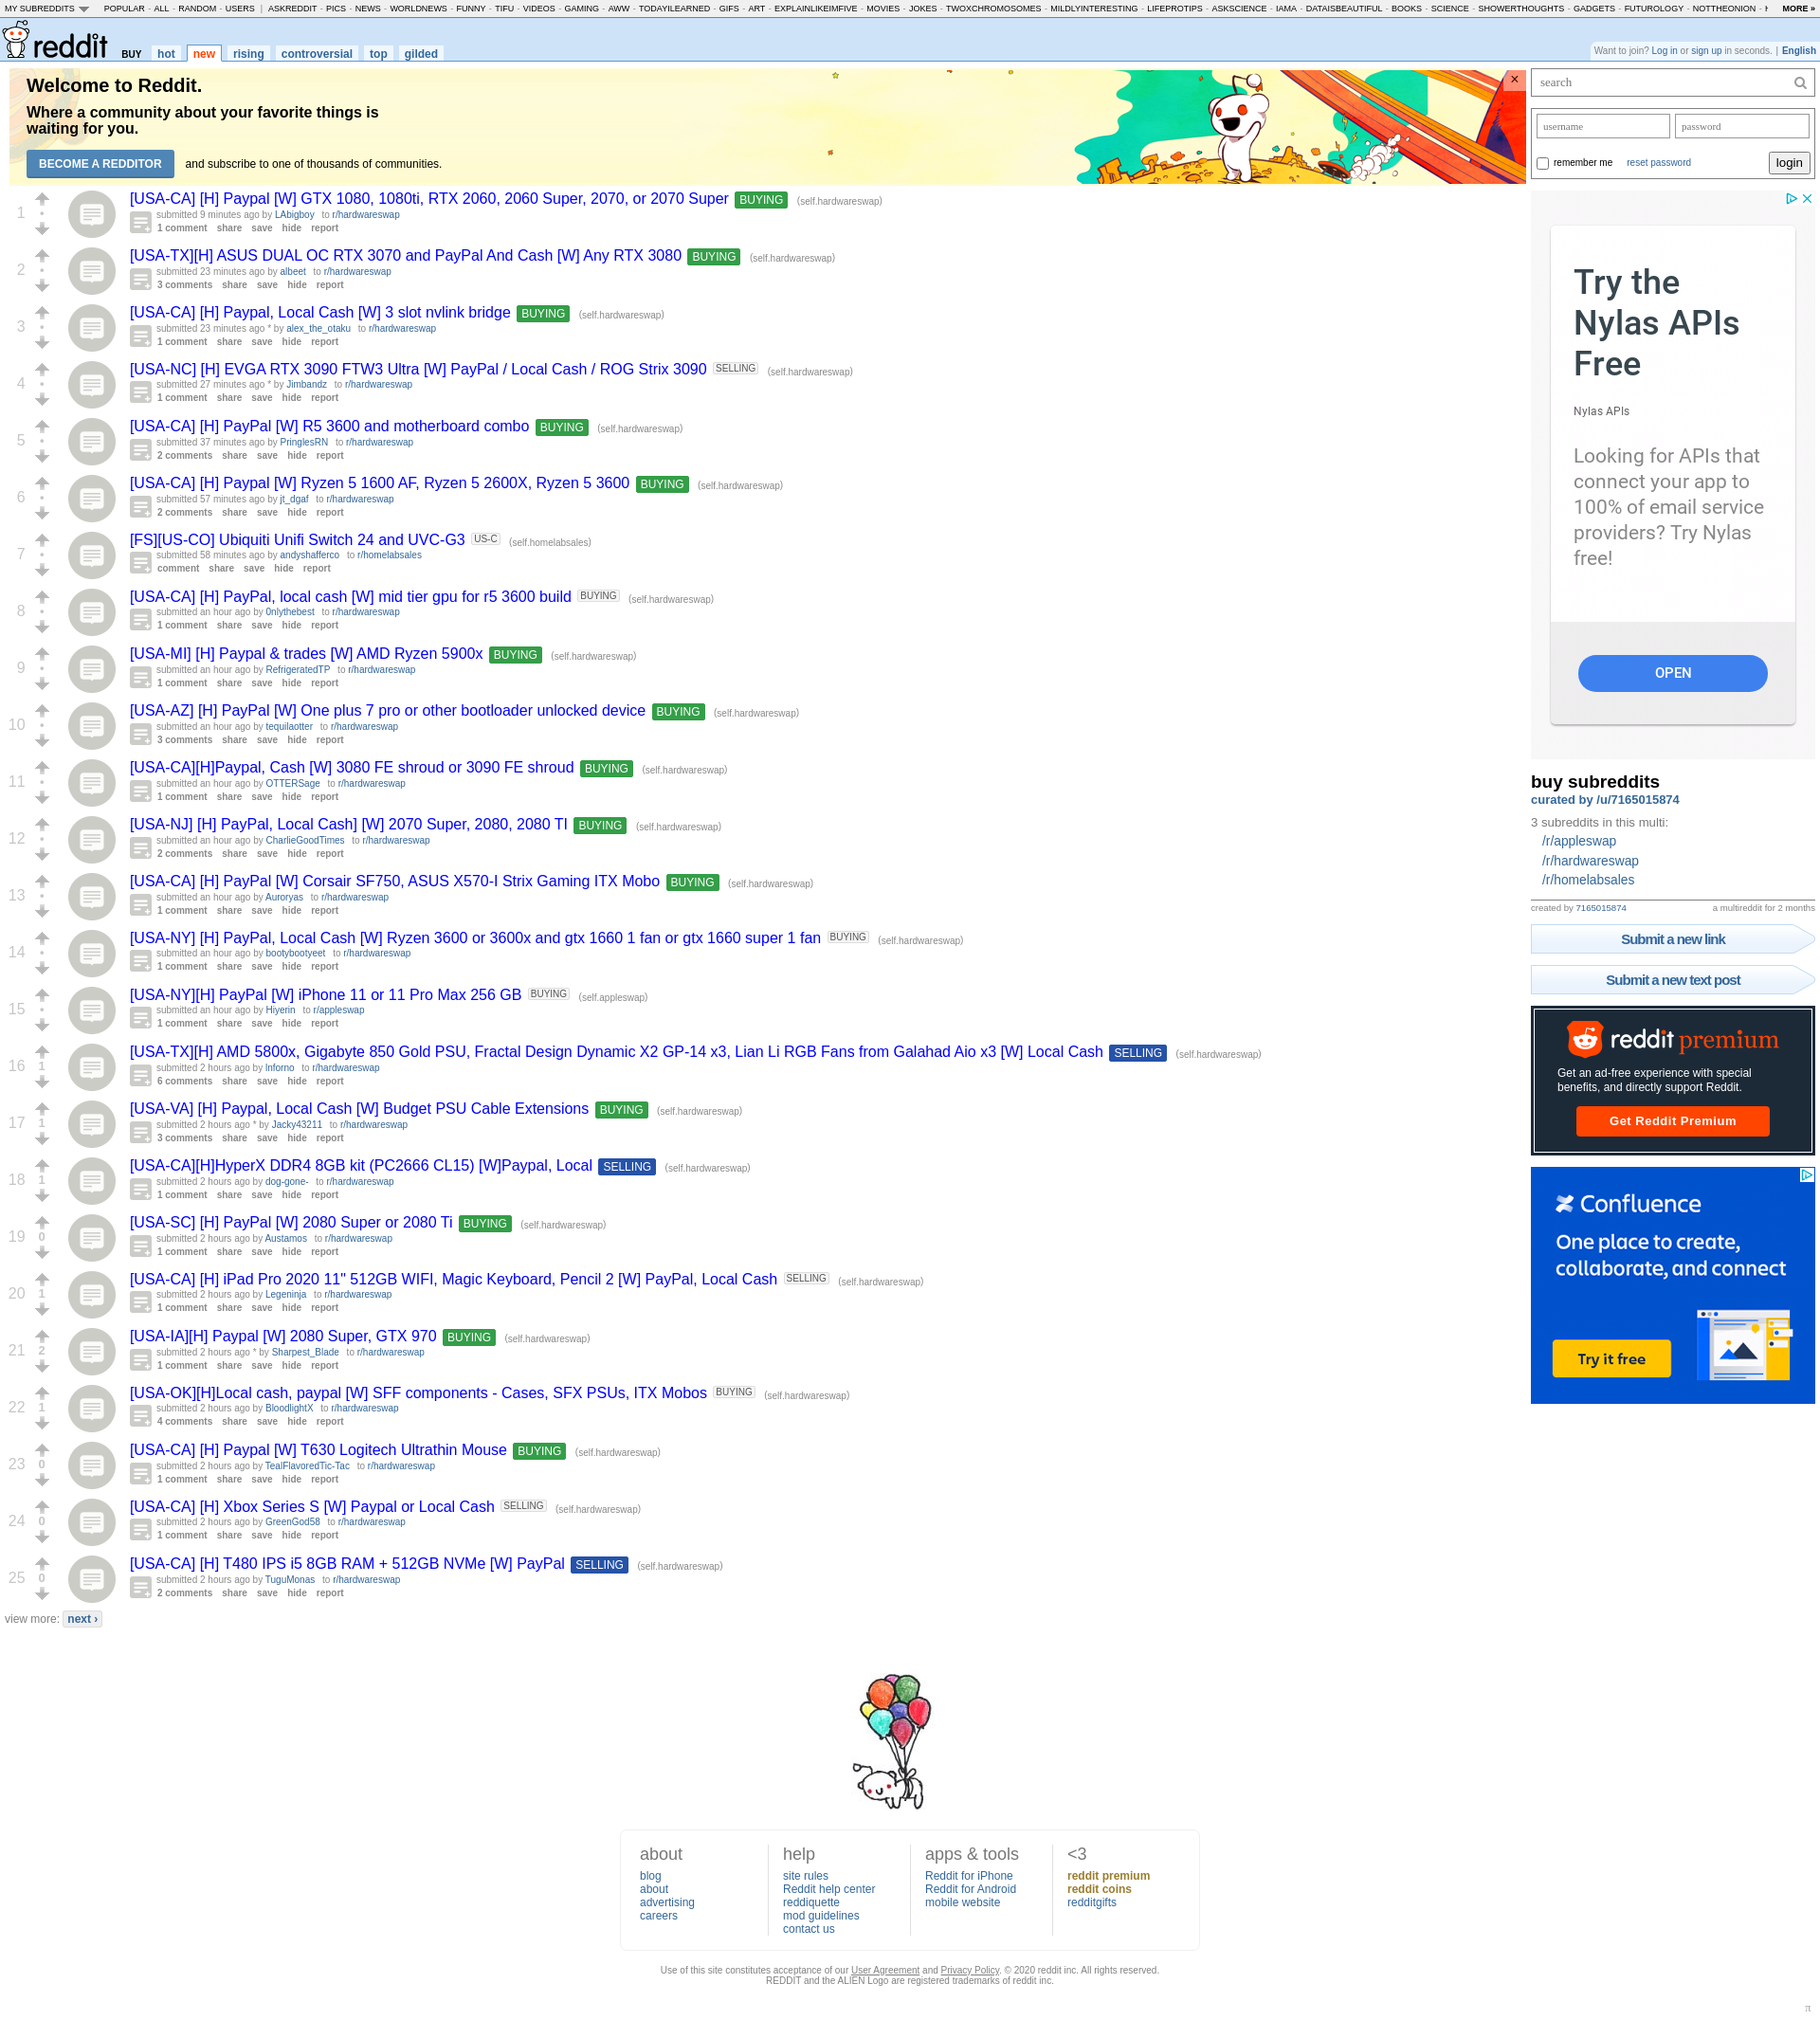 MY SUBREDDITS POPULAR - ALL - RANDOM - USERS | ASKREDDIT - PICS - NEWS - WORLDNEWS - FUNNY - TIFU - VIDEOS - GAMING - AWW - TODAYILEARNED - GIFS - ART - EXPLAINLIKEIMFIVE - MOVIES - JOKES - TWOXCHROMOSOMES - MILDLYINTERESTING - LIFEPROTIPS - ASKSCIENCE - IAMA - DATAISBEAUTIFUL - BOOKS - SCIENCE - SHOWERTHOUGHTS - GADGETS - FUTUROLOGY - NOTTHEONION - MORE »
reddit BUY hot new rising controversial top gilded
Want to join? Log in or sign up in seconds. | English
Welcome to Reddit.
Where a community about your favorite things is
waiting for you.
BECOME A REDDITOR and subscribe to one of thousands of communities.
×
1
[USA-CA] [H] Paypal [W] GTX 1080, 1080ti, RTX 2060, 2060 Super, 2070, or 2070 Super BUYING (self.hardwareswap)
submitted 9 minutes ago by LAbigboy to r/hardwareswap
1 comment share save hide report
2
[USA-TX][H] ASUS DUAL OC RTX 3070 and PayPal And Cash [W] Any RTX 3080 BUYING (self.hardwareswap)
submitted 23 minutes ago by albeet to r/hardwareswap
3 comments share save hide report
3
[USA-CA] [H] Paypal, Local Cash [W] 3 slot nvlink bridge BUYING (self.hardwareswap)
submitted 23 minutes ago * by alex_the_otaku to r/hardwareswap
1 comment share save hide report
4
[USA-NC] [H] EVGA RTX 3090 FTW3 Ultra [W] PayPal / Local Cash / ROG Strix 3090 SELLING (self.hardwareswap)
submitted 27 minutes ago * by Jimbandz to r/hardwareswap
1 comment share save hide report
5
[USA-CA] [H] PayPal [W] R5 3600 and motherboard combo BUYING (self.hardwareswap)
submitted 37 minutes ago by PringlesRN to r/hardwareswap
2 comments share save hide report
6
[USA-CA] [H] Paypal [W] Ryzen 5 1600 AF, Ryzen 5 2600X, Ryzen 5 3600 BUYING (self.hardwareswap)
submitted 57 minutes ago by jt_dgaf to r/hardwareswap
2 comments share save hide report
7
[FS][US-CO] Ubiquiti Unifi Switch 24 and UVC-G3 US-C (self.homelabsales)
submitted 58 minutes ago by andyshafferco to r/homelabsales
comment share save hide report
8
[USA-CA] [H] PayPal, local cash [W] mid tier gpu for r5 3600 build BUYING (self.hardwareswap)
submitted an hour ago by 0nlythebest to r/hardwareswap
1 comment share save hide report
9
[USA-MI] [H] Paypal & trades [W] AMD Ryzen 5900x BUYING (self.hardwareswap)
submitted an hour ago by RefrigeratedTP to r/hardwareswap
1 comment share save hide report
10
[USA-AZ] [H] PayPal [W] One plus 7 pro or other bootloader unlocked device BUYING (self.hardwareswap)
submitted an hour ago by tequilaotter to r/hardwareswap
3 comments share save hide report
11
[USA-CA][H]Paypal, Cash [W] 3080 FE shroud or 3090 FE shroud BUYING (self.hardwareswap)
submitted an hour ago by OTTERSage to r/hardwareswap
1 comment share save hide report
12
[USA-NJ] [H] PayPal, Local Cash] [W] 2070 Super, 2080, 2080 TI BUYING (self.hardwareswap)
submitted an hour ago by CharlieGoodTimes to r/hardwareswap
2 comments share save hide report
13
[USA-CA] [H] PayPal [W] Corsair SF750, ASUS X570-I Strix Gaming ITX Mobo BUYING (self.hardwareswap)
submitted an hour ago by Auroryas to r/hardwareswap
1 comment share save hide report
14
[USA-NY] [H] PayPal, Local Cash [W] Ryzen 3600 or 3600x and gtx 1660 1 fan or gtx 1660 super 1 fan BUYING (self.hardwareswap)
submitted an hour ago by bootybootyeet to r/hardwareswap
1 comment share save hide report
15
[USA-NY][H] PayPal [W] iPhone 11 or 11 Pro Max 256 GB BUYING (self.appleswap)
submitted an hour ago by Hiyerin to r/appleswap
1 comment share save hide report
16 1
[USA-TX][H] AMD 5800x, Gigabyte 850 Gold PSU, Fractal Design Dynamic X2 GP-14 x3, Lian Li RGB Fans from Galahad Aio x3 [W] Local Cash SELLING (self.hardwareswap)
submitted 2 hours ago by Inforno to r/hardwareswap
6 comments share save hide report
17 1
[USA-VA] [H] Paypal, Local Cash [W] Budget PSU Cable Extensions BUYING (self.hardwareswap)
submitted 2 hours ago * by Jacky43211 to r/hardwareswap
3 comments share save hide report
18 1
[USA-CA][H]HyperX DDR4 8GB kit (PC2666 CL15) [W]Paypal, Local SELLING (self.hardwareswap)
submitted 2 hours ago by dog-gone- to r/hardwareswap
1 comment share save hide report
19 0
[USA-SC] [H] PayPal [W] 2080 Super or 2080 Ti BUYING (self.hardwareswap)
submitted 2 hours ago by Austamos to r/hardwareswap
1 comment share save hide report
20 1
[USA-CA] [H] iPad Pro 2020 11" 512GB WIFI, Magic Keyboard, Pencil 2 [W] PayPal, Local Cash SELLING (self.hardwareswap)
submitted 2 hours ago by Legeninja to r/hardwareswap
1 comment share save hide report
21 2
[USA-IA][H] Paypal [W] 2080 Super, GTX 970 BUYING (self.hardwareswap)
submitted 2 hours ago * by Sharpest_Blade to r/hardwareswap
1 comment share save hide report
22 1
[USA-OK][H]Local cash, paypal [W] SFF components - Cases, SFX PSUs, ITX Mobos BUYING (self.hardwareswap)
submitted 2 hours ago by BloodlightX to r/hardwareswap
4 comments share save hide report
23 0
[USA-CA] [H] Paypal [W] T630 Logitech Ultrathin Mouse BUYING (self.hardwareswap)
submitted 2 hours ago by TealFlavoredTic-Tac to r/hardwareswap
1 comment share save hide report
24 0
[USA-CA] [H] Xbox Series S [W] Paypal or Local Cash SELLING (self.hardwareswap)
submitted 2 hours ago by GreenGod58 to r/hardwareswap
1 comment share save hide report
25 0
[USA-CA] [H] T480 IPS i5 8GB RAM + 512GB NVMe [W] PayPal SELLING (self.hardwareswap)
submitted 2 hours ago by TuguMonas to r/hardwareswap
2 comments share save hide report
view more: next ›
search
username password
remember me reset password login
Try the
Nylas APIs
Free
Nylas APIs
Looking for APIs that
connect your app to
100% of email service
providers? Try Nylas
free!
OPEN
buy subreddits
curated by /u/7165015874
3 subreddits in this multi:
/r/appleswap
/r/hardwareswap
/r/homelabsales
created by 7165015874 a multireddit for 2 months
Submit a new link
Submit a new text post
reddit premium
Get an ad-free experience with special
benefits, and directly support Reddit.
Get Reddit Premium
Confluence
One place to create,
collaborate, and connect
Try it free
about
blog
about
advertising
careers
help
site rules
Reddit help center
reddiquette
mod guidelines
contact us
apps & tools
Reddit for iPhone
Reddit for Android
mobile website
<3
reddit premium
reddit coins
redditgifts
Use of this site constitutes acceptance of our User Agreement and Privacy Policy. © 2020 reddit inc. All rights reserved.
REDDIT and the ALIEN Logo are registered trademarks of reddit inc.
π